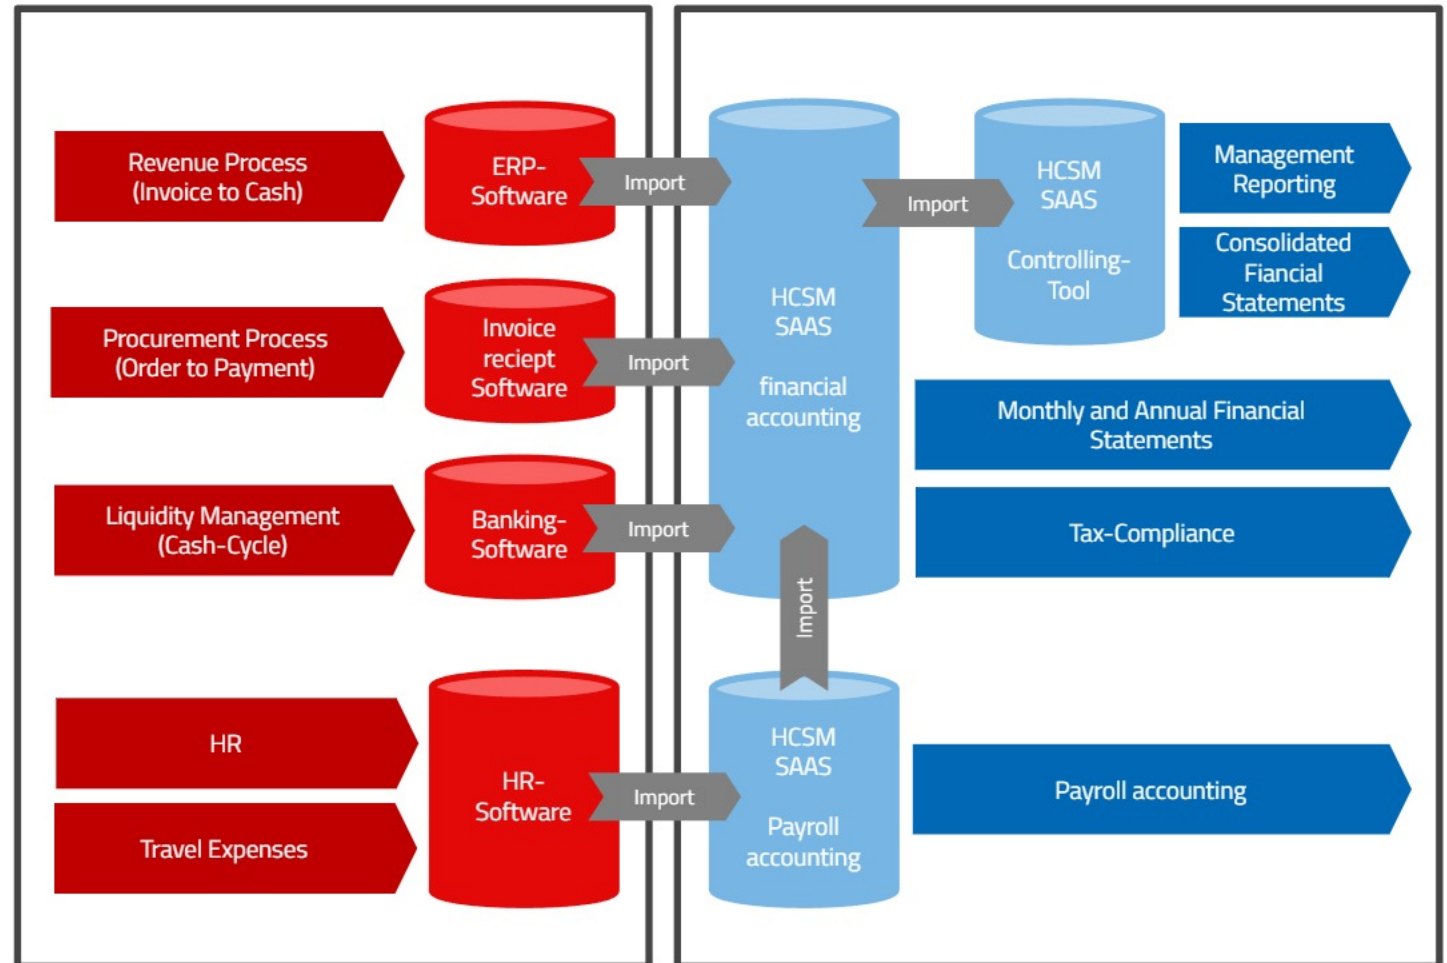 Revenue Process
(Invoice to Cash)
ERP-
Software
Import
Procurement Process
(Order to Payment)
Invoice
reciept
Software
Import
Liquidity Management
(Cash-Cycle)
Banking-
Software
Import
HR
Travel Expenses
HR-
Software
Import
HCSM
SAAS
financial
accounting
Import
HCSM
SAAS
Controlling-
Tool
Management
Reporting
Consolidated
Fiancial
Statements
Monthly and Annual Financial
Statements
Tax-Compliance
Import
HCSM
SAAS
Payroll
accounting
Payroll accounting